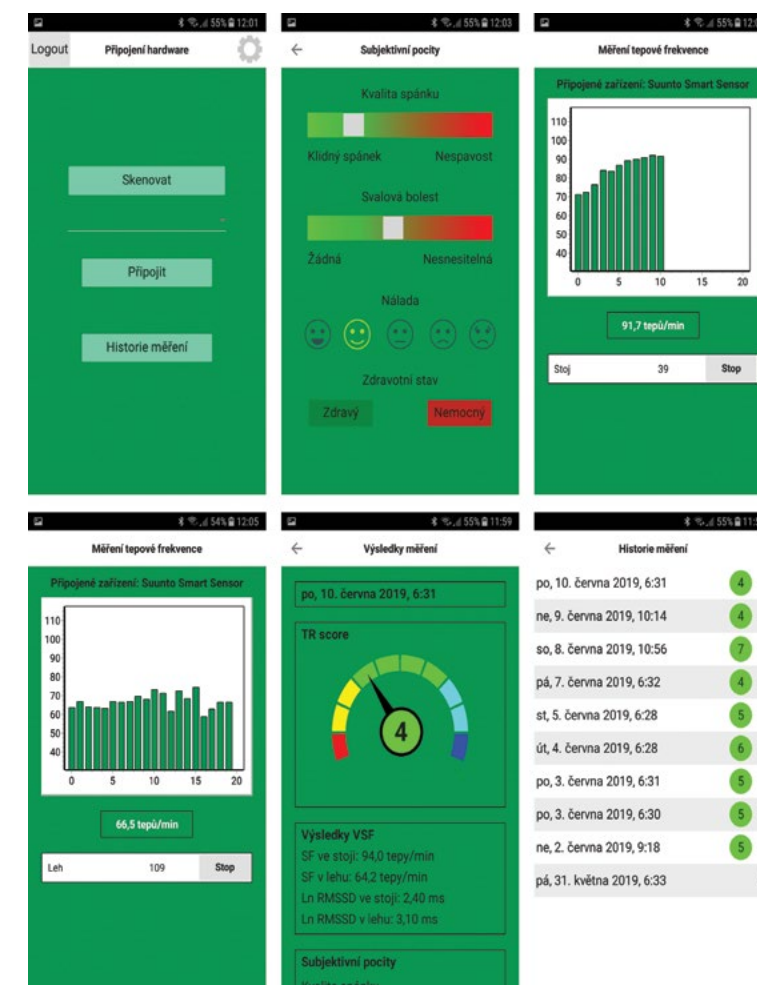 55% 12:01
Logout Připojení hardware
Skenovat
Připojit
Historie měření
55% 12:03
← Subjektivní pocity
Kvalita spánku
Klidný spánek Nespavost
Svalová bolest
Žádná Nesnesitelná
Nálada
Zdravotní stav
Zdravý Nemocný
55%
Měření tepové frekvence
Připojené zařízení: Suunto Smart Sensor
110
100
90
80
70
60
50
40
0 5 10 15 20
91,7 tepů/min
Stoj 39 Stop
54% 12:05
Měření tepové frekvence
Připojené zařízení: Suunto Smart Sensor
110
100
90
80
70
60
50
40
0 5 10 15 20
66,5 tepů/min
Leh 109 Stop
55% 11:59
← Výsledky měření
po, 10. června 2019, 6:31
TR score
4
Výsledky VSF
SF ve stoji: 94,0 tepy/min
SF v lehu: 64,2 tepy/min
Ln RMSSD ve stoji: 2,40 ms
Ln RMSSD v lehu: 3,10 ms
Subjektivní pocity
55%
← Historie měření
po, 10. června 2019, 6:31 4
ne, 9. června 2019, 10:14 4
so, 8. června 2019, 10:56 7
pá, 7. června 2019, 6:32 4
st, 5. června 2019, 6:28 5
út, 4. června 2019, 6:28 6
po, 3. června 2019, 6:31 5
po, 3. června 2019, 6:30 5
ne, 2. června 2019, 9:18 5
pá, 31. května 2019, 6:33